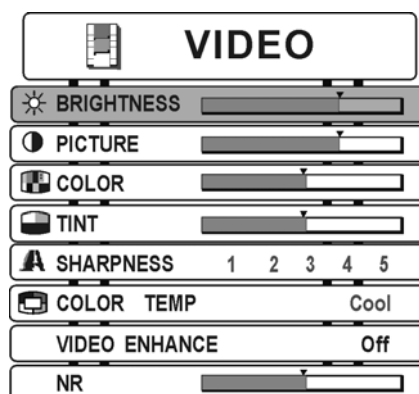 VIDEO
BRIGHTNESS
PICTURE
COLOR
TINT
SHARPNESS 1 2 3 4 5
COLOR TEMP Cool
VIDEO ENHANCE Off
NR